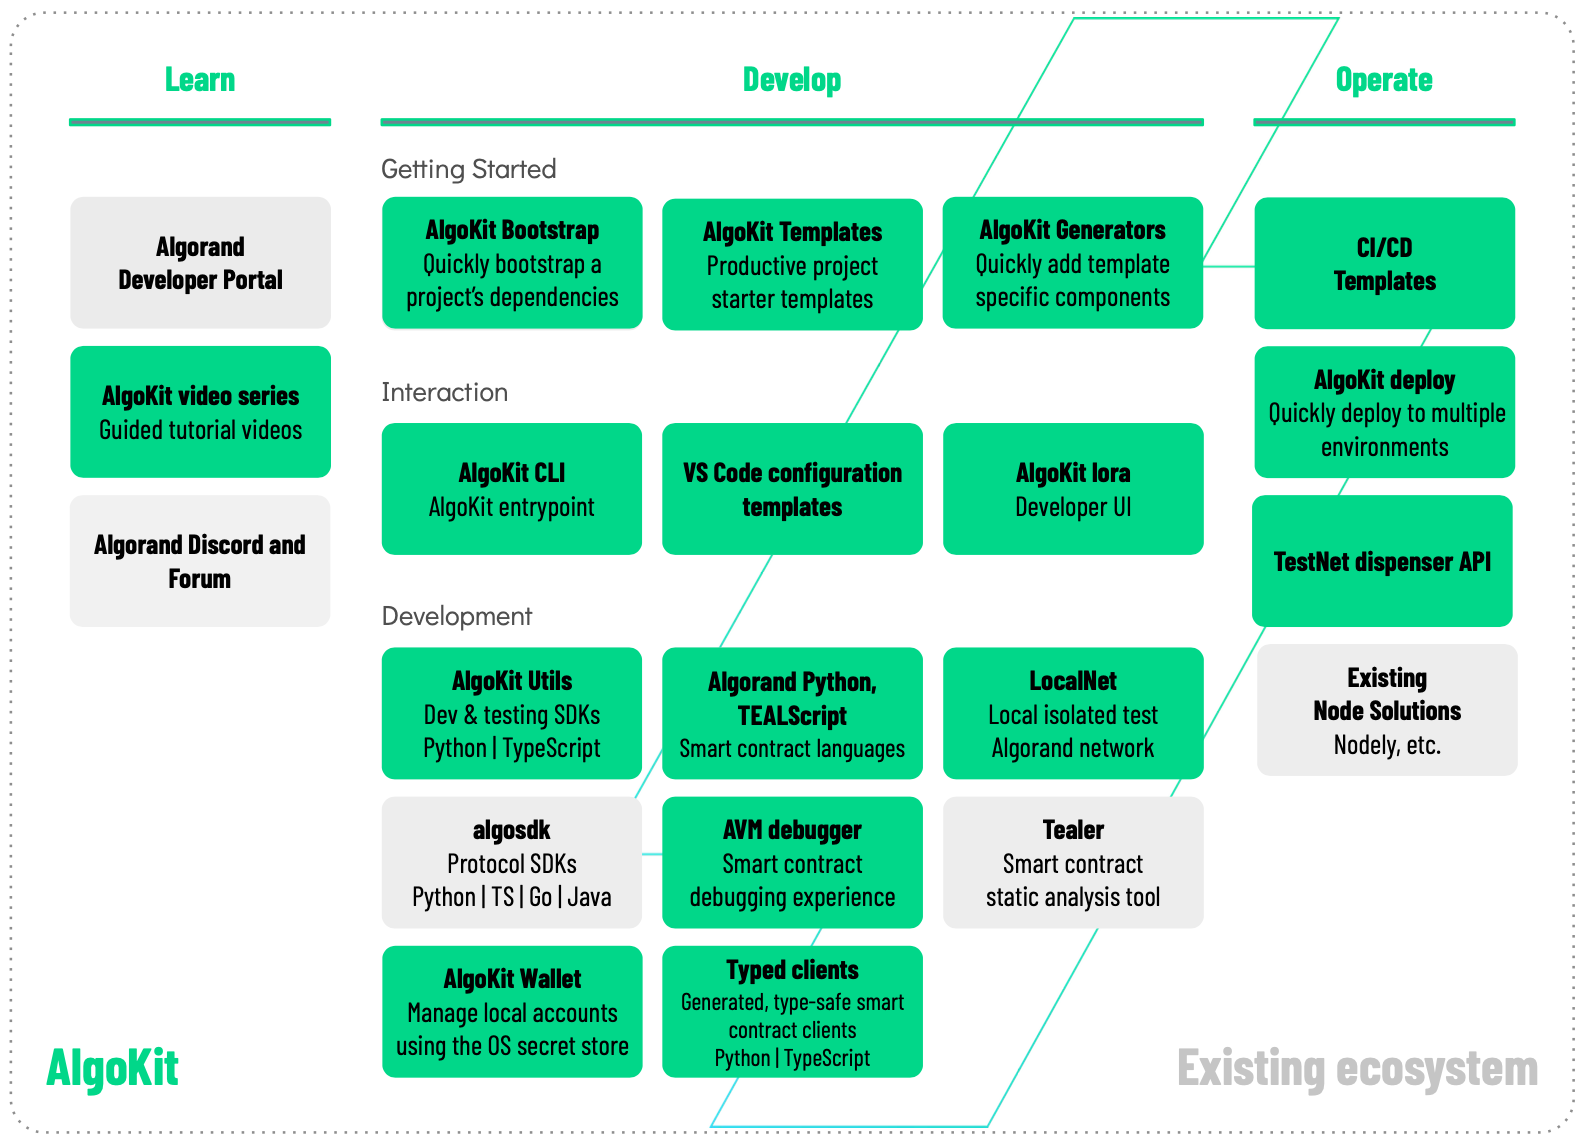 Learn
Develop
Operate
Algorand
Developer Portal
AlgoKit video series
Guided tutorial videos
Algorand Discord and
Forum
Getting Started
AlgoKit Bootstrap
Quickly bootstrap a
project's dependencies
AlgoKit Templates
Productive project
starter templates
AlgoKit Generators
Quickly add template
specific components
Interaction
AlgoKit CLI
AlgoKit entrypoint
VS Code configuration
templates
AlgoKit lora
Developer UI
Development
AlgoKit Utils
Dev & testing SDKs
Python | TypeScript
Algorand Python,
TEALScript
Smart contract languages
LocalNet
Local isolated test
Algorand network
algosdk
Protocol SDKs
Python | TS | Go | Java
AVM debugger
Smart contract
debugging experience
Tealer
Smart contract
static analysis tool
AlgoKit Wallet
Manage local accounts
using the OS secret store
Typed clients
Generated, type-safe smart
contract clients
Python | TypeScript
CI/CD
Templates
AlgoKit deploy
Quickly deploy to multiple
environments
TestNet dispenser API
Existing
Node Solutions
Nodely, etc.
AlgoKit
Existing ecosystem